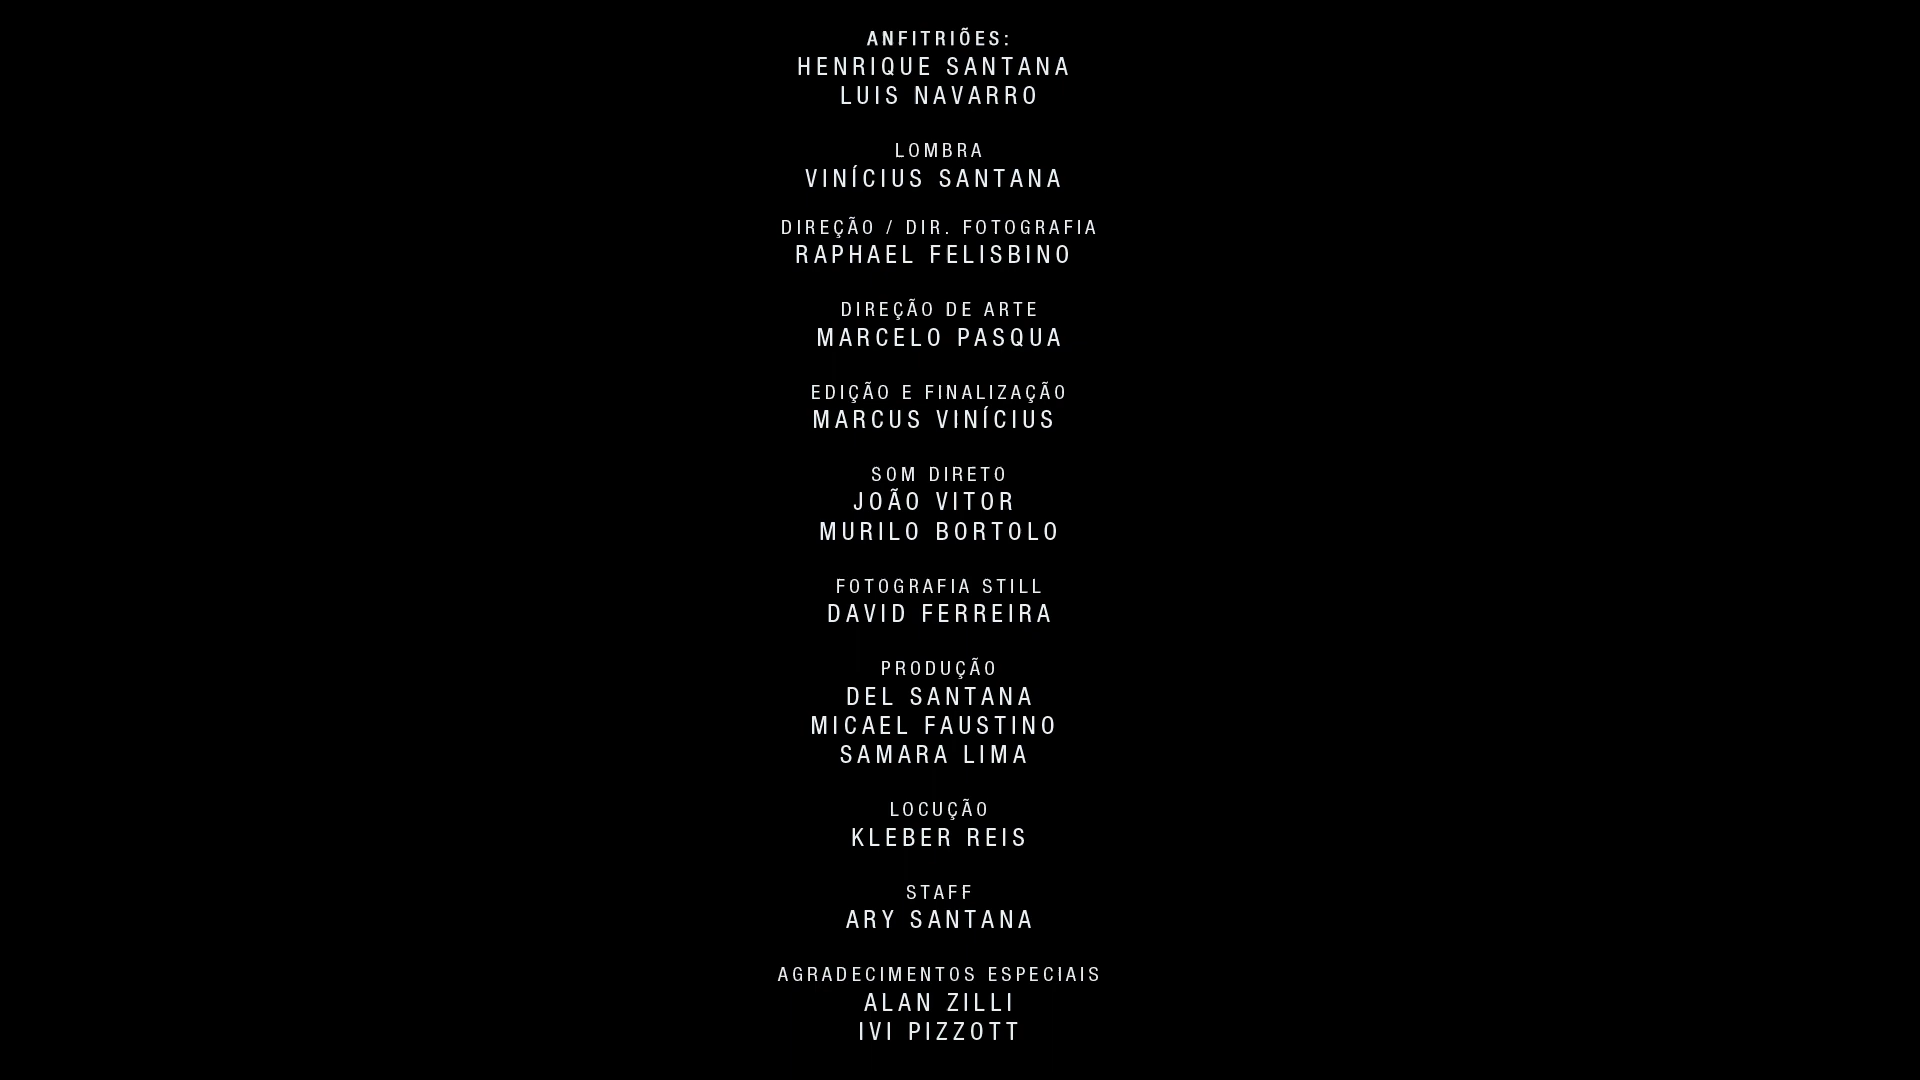 ANFITRIÕES:
HENRIQUE SANTANA
LUIS NAVARRO
LOMBRA
VINÍCIUS SANTANA
DIREÇÃO / DIR. FOTOGRAFIA
RAPHAEL FELISBINO
DIREÇÃO DE ARTE
MARCELO PASQUA
EDIÇÃO E FINALIZAÇÃO
MARCUS VINÍCIUS
SOM DIRETO
JOÃO VITOR
MURILO BORTOLO
FOTOGRAFIA STILL
DAVID FERREIRA
PRODUÇÃO
DEL SANTANA
MICAEL FAUSTINO
SAMARA LIMA
LOCUÇÃO
KLEBER REIS
STAFF
ARY SANTANA
AGRADECIMENTOS ESPECIAIS
ALAN ZILLI
IVI PIZZOTT